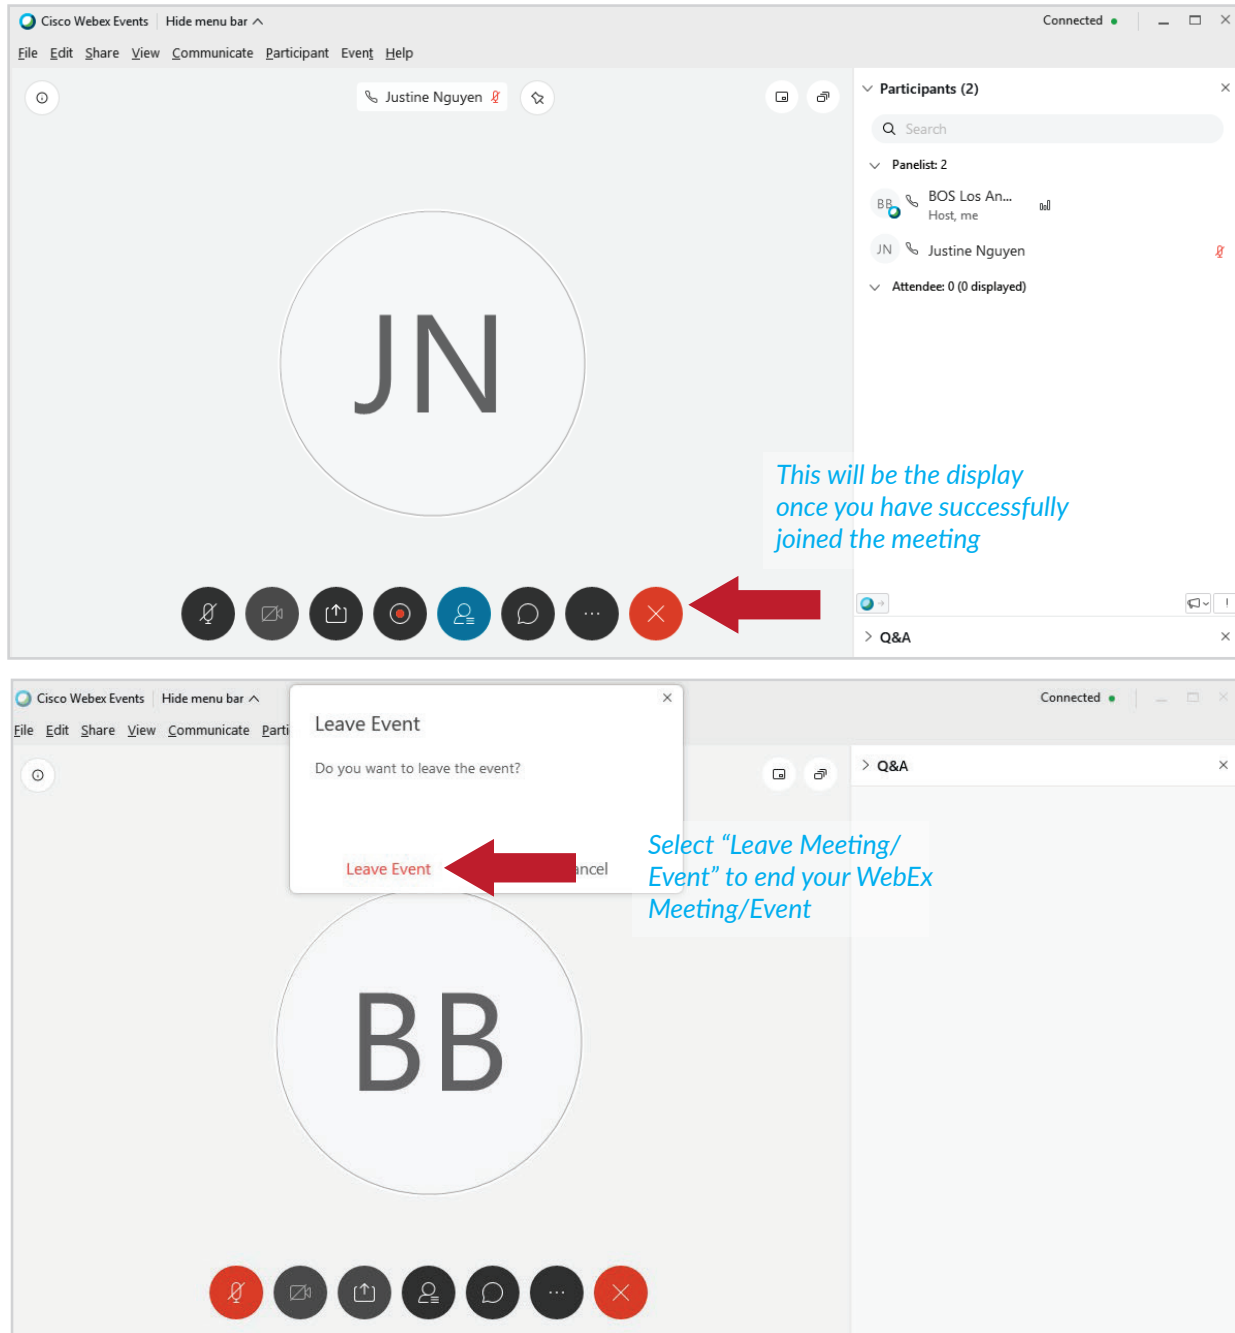 Cisco Webex Events Hide menu bar Connected
File Edit Share View Communicate Participant Event Help
Justine Nguyen
Participants (2)
Search
Panelist: 2
BB BOS Los An...
Host, me
JN Justine Nguyen
Attendee: 0 (0 displayed)
JN
This will be the display
once you have successfully
joined the meeting
Q&A
Cisco Webex Events Hide menu bar Connected
File Edit Share View Communicate Parti
Leave Event
Do you want to leave the event?
Leave Event ancel
Q&A
Select “Leave Meeting/
Event” to end your WebEx
Meeting/Event
BB